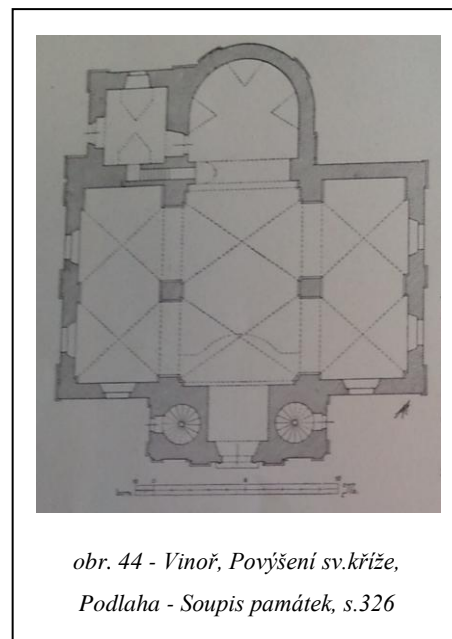 obr. 44 - Vinoř, Povýšení sv.kříže,
Podlaha - Soupis památek, s.326